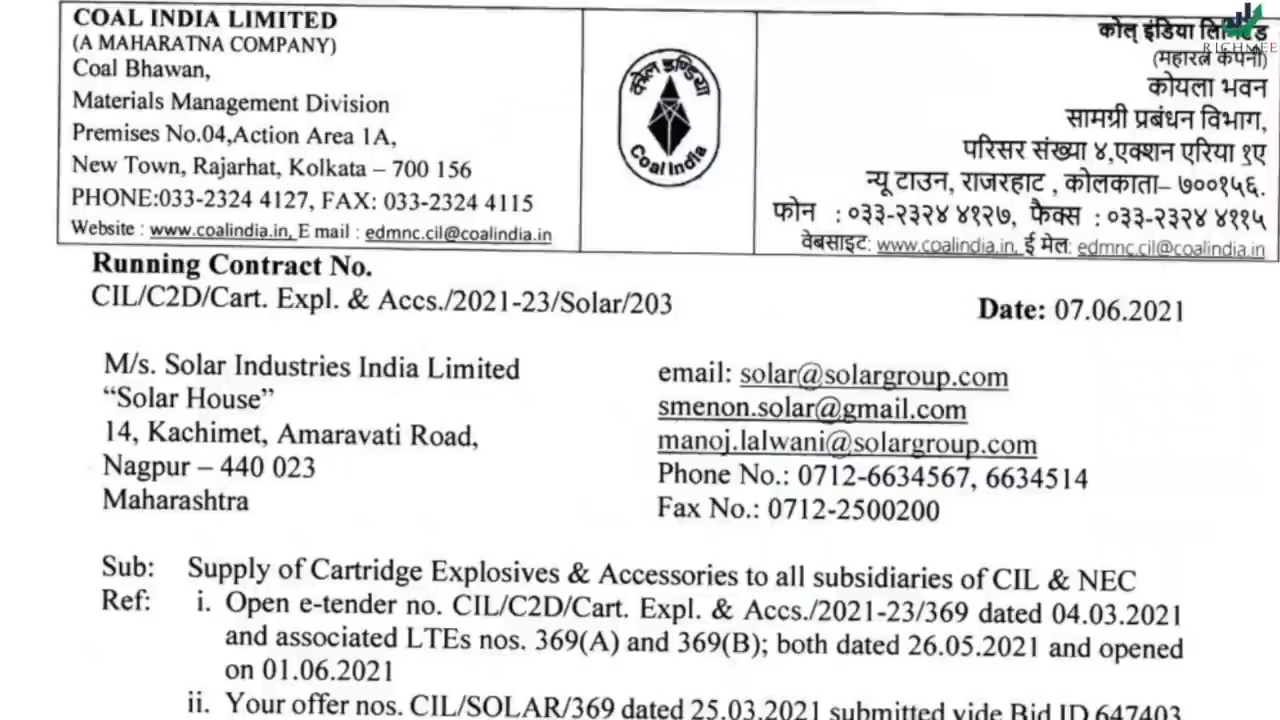 COAL INDIA LIMITED
(A MAHARATNA COMPANY)
Coal Bhawan,
Materials Management Division
Premises No.04,Action Area 1A,
New Town, Rajarhat, Kolkata – 700 156
PHONE:033-2324 4127, FAX: 033-2324 4115
Website : www.coalindia.in, E mail : edmnc.cil@coalindia.in
कोल इण्डिया
Coal India
कोल् इंडिया लिमिटेड
(महारत्न कंपनी)
कोयला भवन
सामग्री प्रबंधन विभाग,
परिसर संख्या ४,एक्शन एरिया १ए
न्यू टाउन, राजरहाट , कोलकाता– ७००१५६.
फोन : ०३३-२३२४ ४१२७, फैक्स : ०३३-२३२४ ४११५
वेबसाइट: www.coalindia.in, ई मेल: edmnc.cil@coalindia.in
RICHMEE
Running Contract No.
CIL/C2D/Cart. Expl. & Accs./2021-23/Solar/203
Date: 07.06.2021
M/s. Solar Industries India Limited
“Solar House”
14, Kachimet, Amaravati Road,
Nagpur – 440 023
Maharashtra
email: solar@solargroup.com
smenon.solar@gmail.com
manoj.lalwani@solargroup.com
Phone No.: 0712-6634567, 6634514
Fax No.: 0712-2500200
Sub: Supply of Cartridge Explosives & Accessories to all subsidiaries of CIL & NEC
Ref: i. Open e-tender no. CIL/C2D/Cart. Expl. & Accs./2021-23/369 dated 04.03.2021
and associated LTEs nos. 369(A) and 369(B); both dated 26.05.2021 and opened
on 01.06.2021
ii. Your offer nos. CIL/SOLAR/369 dated 25.03.2021 submitted vide Bid ID 647403